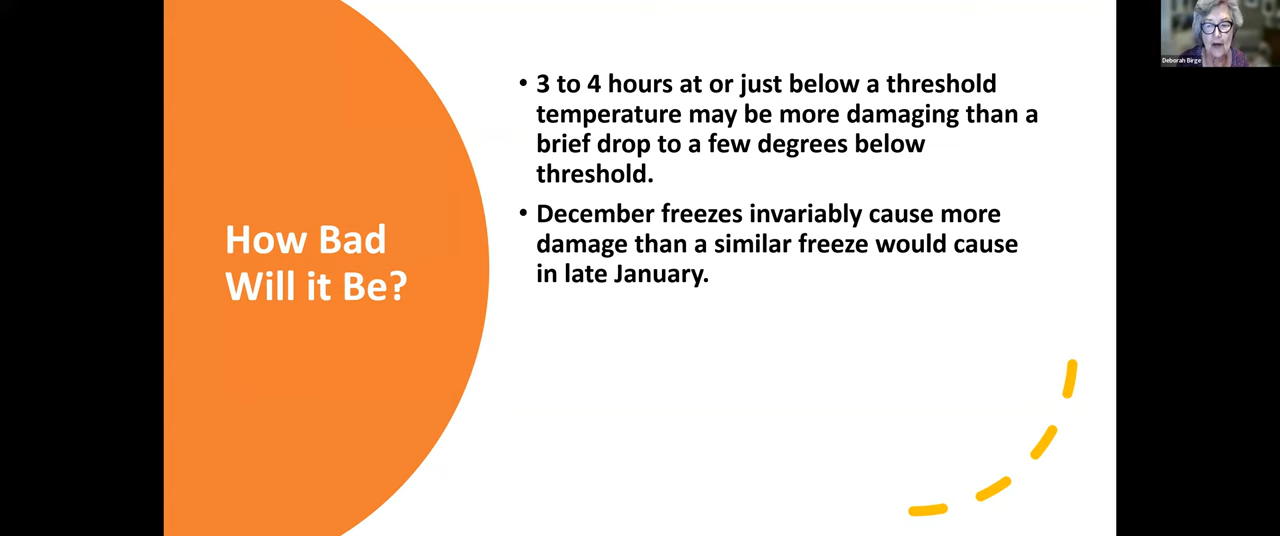 How Bad
Will it Be?
• 3 to 4 hours at or just below a threshold
temperature may be more damaging than a
brief drop to a few degrees below
threshold.
• December freezes invariably cause more
damage than a similar freeze would cause
in late January.
Deborah Birge